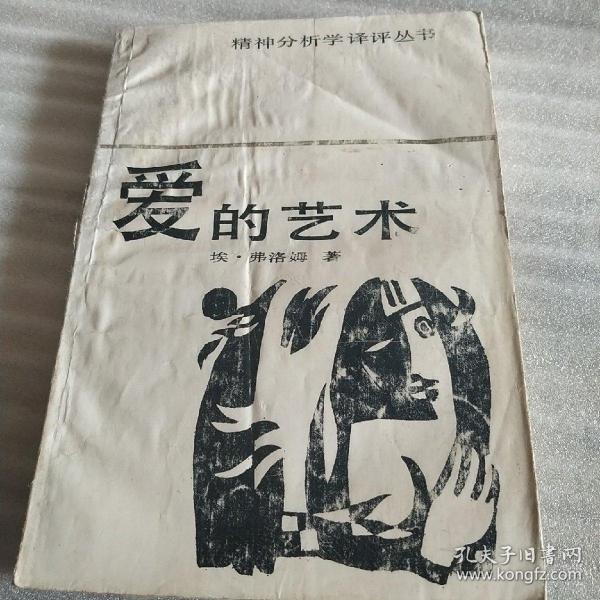 精神分析学译评丛书
爱的艺术
埃·弗洛姆 著
孔夫子旧书网
www.kongfz.com